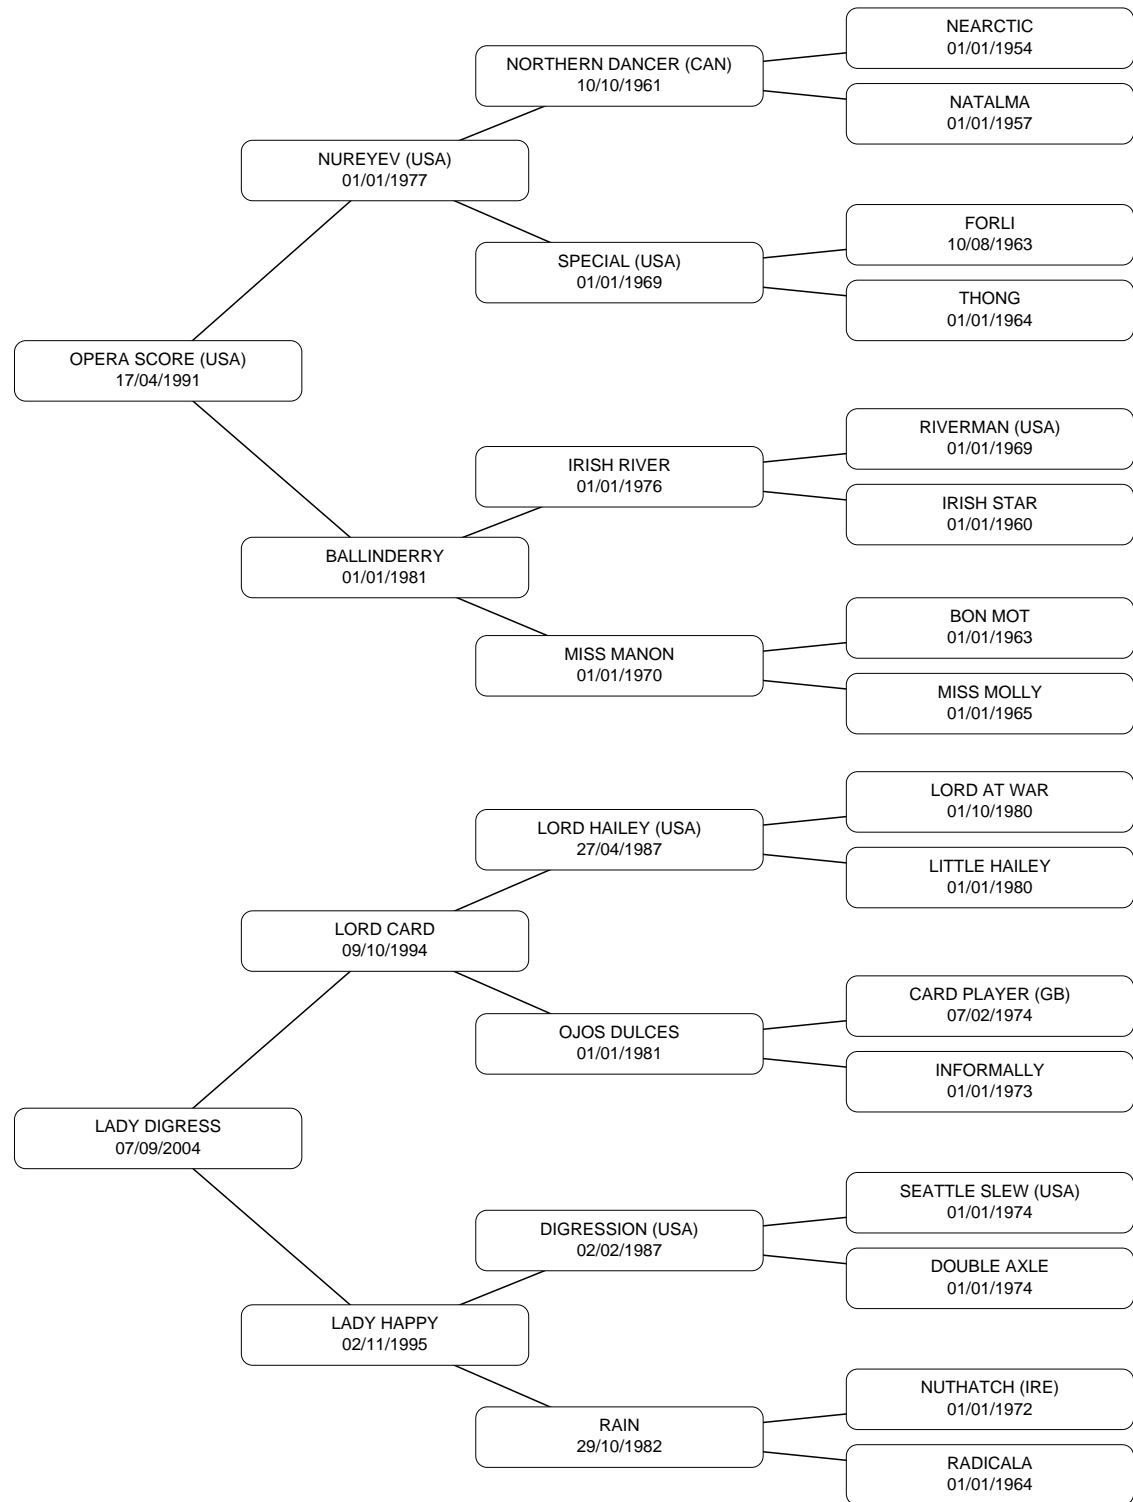 NEARCTIC
01/01/1954
NORTHERN DANCER (CAN)
10/10/1961
NATALMA
01/01/1957
NUREYEV (USA)
01/01/1977
FORLI
10/08/1963
SPECIAL (USA)
01/01/1969
THONG
01/01/1964
OPERA SCORE (USA)
17/04/1991
RIVERMAN (USA)
01/01/1969
IRISH RIVER
01/01/1976
IRISH STAR
01/01/1960
BALLINDERRY
01/01/1981
BON MOT
01/01/1963
MISS MANON
01/01/1970
MISS MOLLY
01/01/1965
LORD AT WAR
01/10/1980
LORD HAILEY (USA)
27/04/1987
LITTLE HAILEY
01/01/1980
LORD CARD
09/10/1994
CARD PLAYER (GB)
07/02/1974
OJOS DULCES
01/01/1981
INFORMALLY
01/01/1973
LADY DIGRESS
07/09/2004
SEATTLE SLEW (USA)
01/01/1974
DIGRESSION (USA)
02/02/1987
DOUBLE AXLE
01/01/1974
LADY HAPPY
02/11/1995
NUTHATCH (IRE)
01/01/1972
RAIN
29/10/1982
RADICALA
01/01/1964